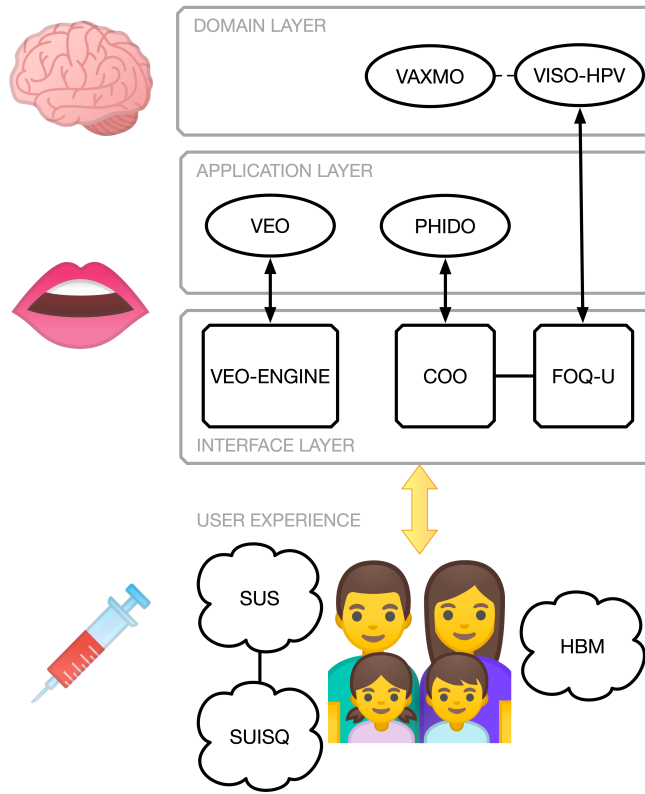 DOMAIN LAYER
VAXMO
VISO-HPV
APPLICATION LAYER
VEO
PHIDO
VEO-ENGINE
COO
FOQ-U
INTERFACE LAYER
USER EXPERIENCE
SUS
HBM
SUISQ